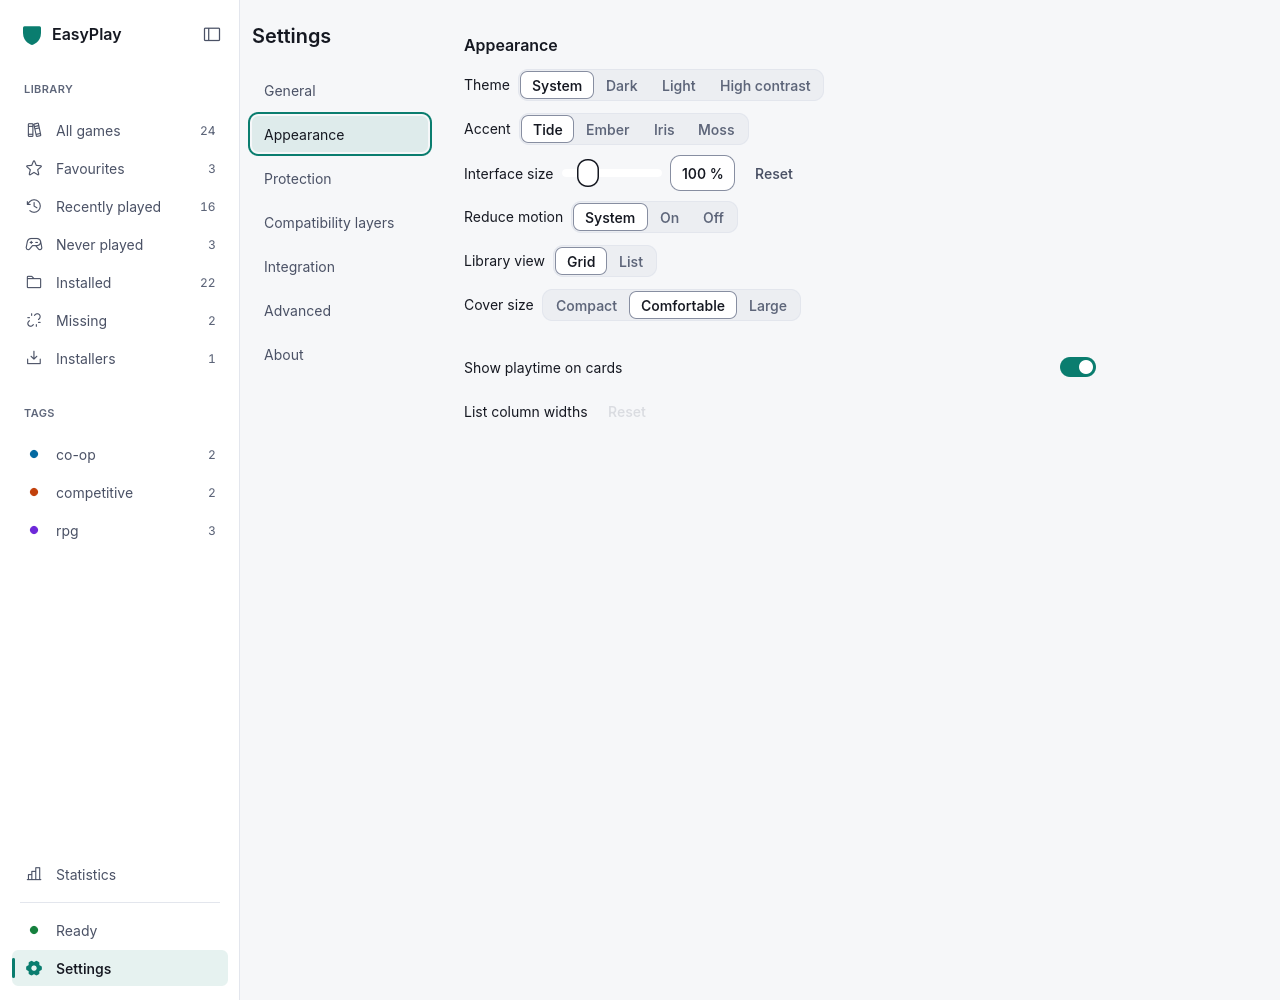 EasyPlay
LIBRARY
All games 24
Favourites 3
Recently played 16
Never played 3
Installed 22
Missing 2
Installers 1
TAGS
co-op 2
competitive 2
rpg 3
Statistics
Ready
Settings
Settings
General
Appearance
Protection
Compatibility layers
Integration
Advanced
About
Appearance
Theme System Dark Light High contrast
Accent Tide Ember Iris Moss
Interface size 100 % Reset
Reduce motion System On Off
Library view Grid List
Cover size Compact Comfortable Large
Show playtime on cards
List column widths Reset